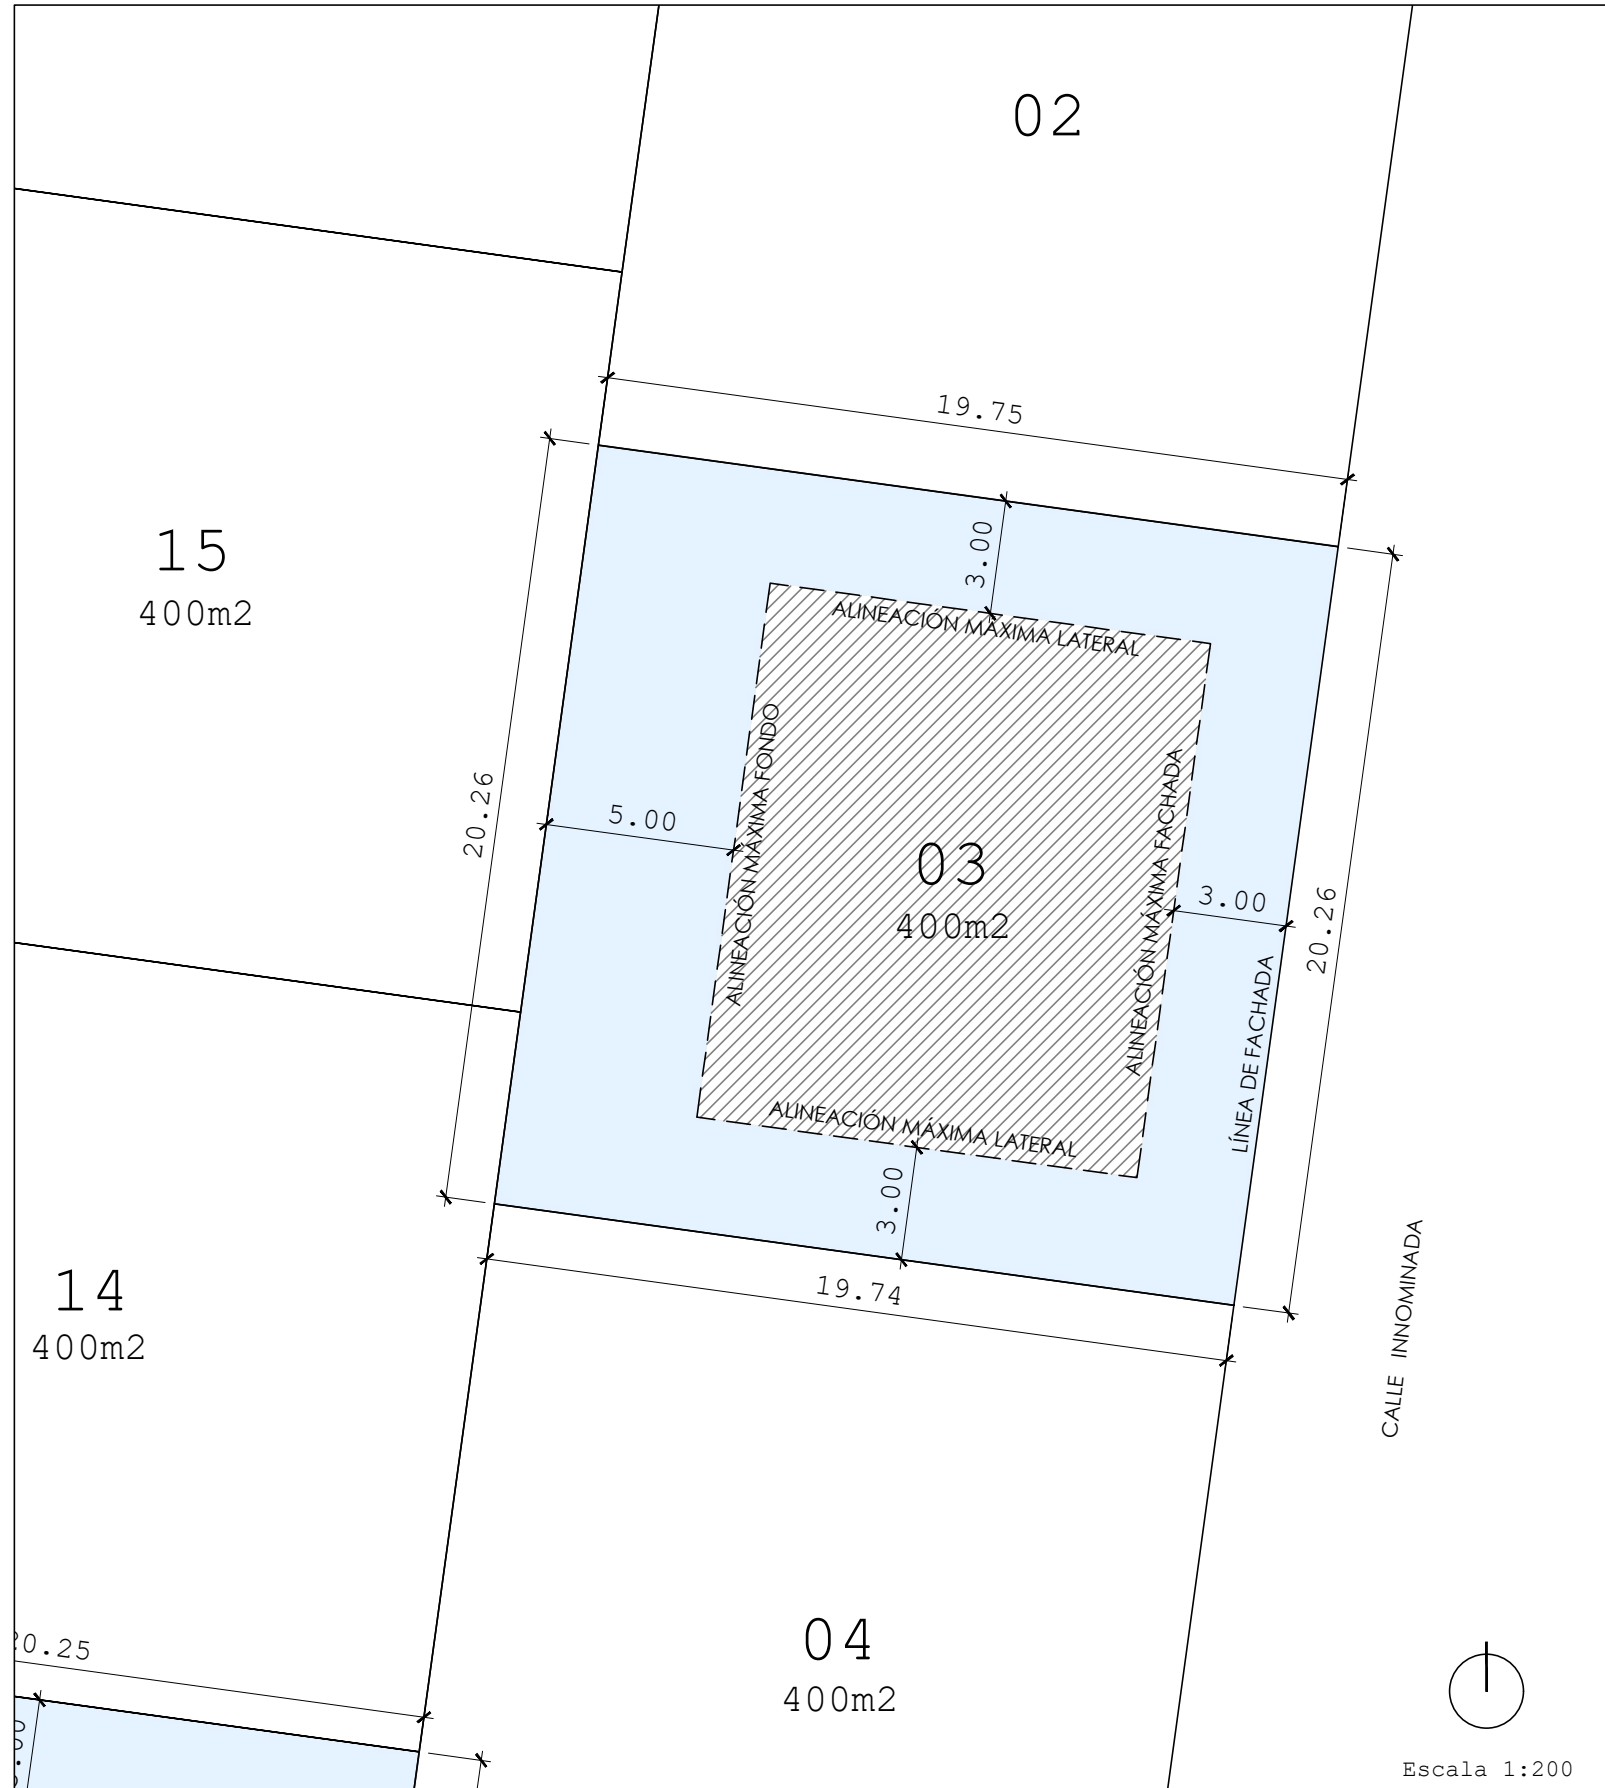 02
19.75
3.00
15
400m2
ALINEACIÓN MÁXIMA LATERAL
ALINEACIÓN MÁXIMA FONDO
ALINEACIÓN MÁXIMA FACHADA
20.26
5.00
03
400m2
3.00
20.26
LÍNEA DE FACHADA
ALINEACIÓN MÁXIMA LATERAL
3.00
14
400m2
19.74
CALLE INNOMINADA
04
400m2
20.25
Escala 1:200